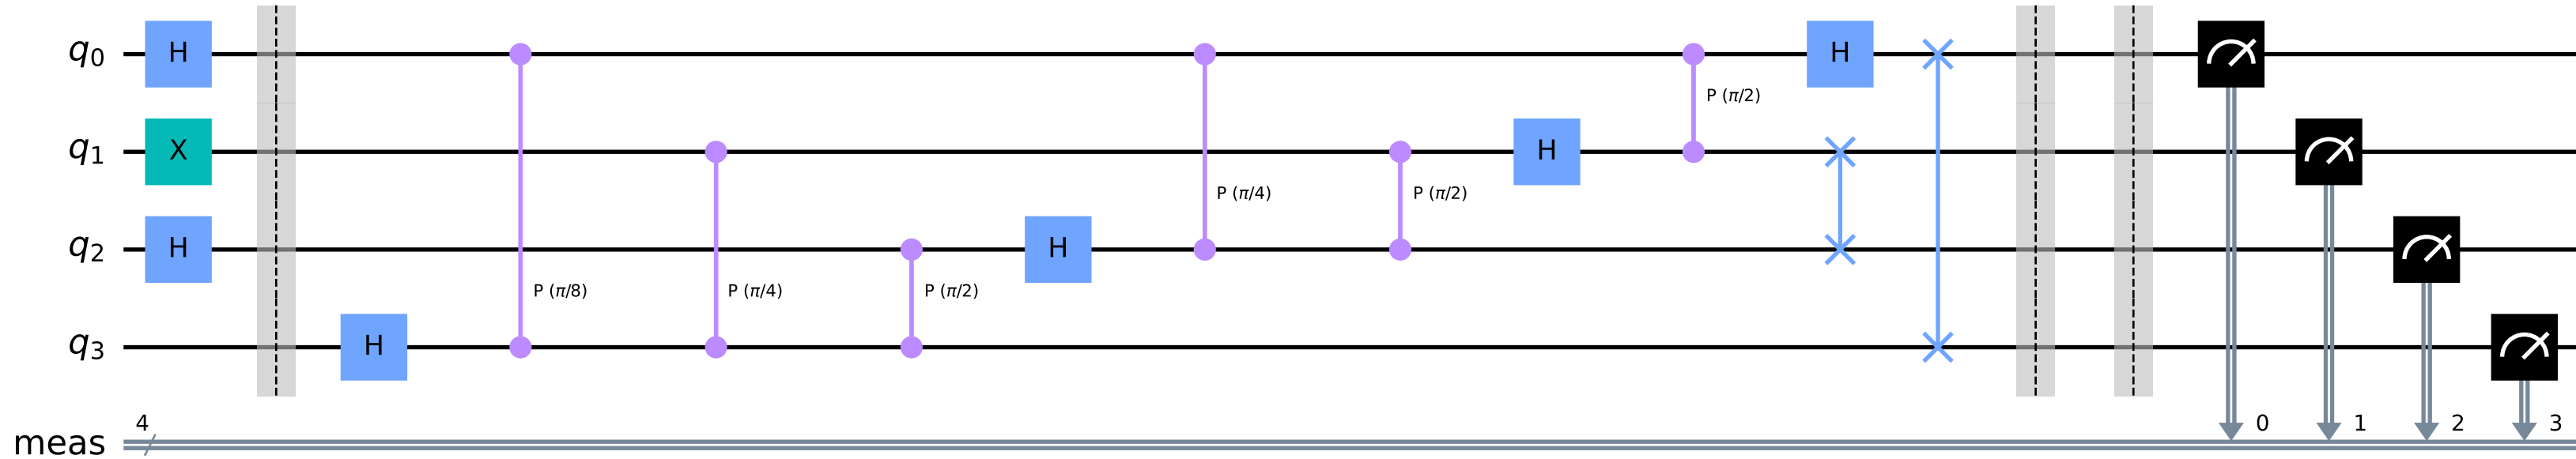 q0 H H
P (π/2)
q1 X H
P (π/4) P (π/2)
q2 H H
P (π/8) P (π/4) P (π/2)
q3 H
4 0 1 2 3
meas